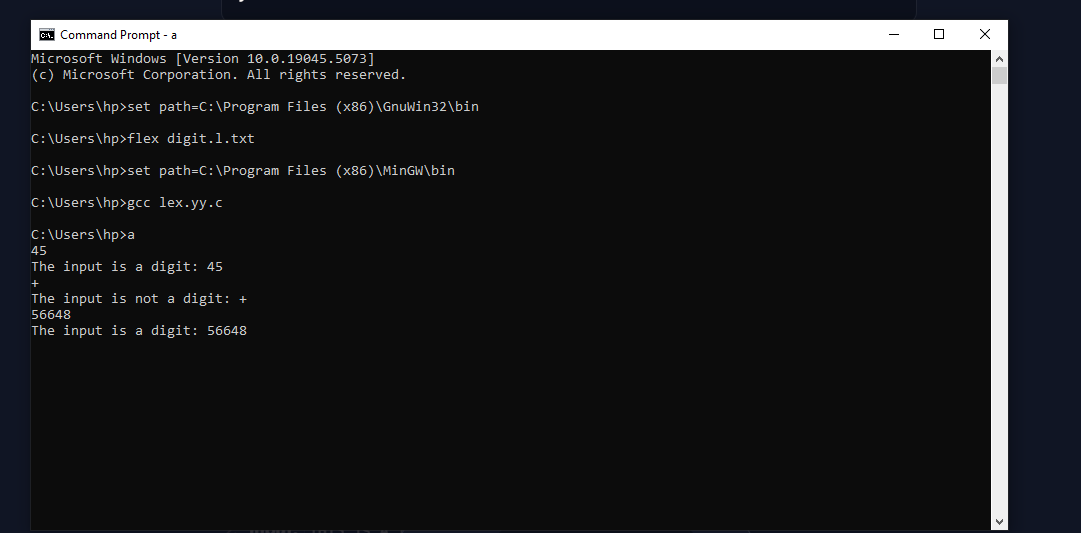 Command Prompt - a
Microsoft Windows [Version 10.0.19045.5073]
(c) Microsoft Corporation. All rights reserved.
C:\Users\hp>set path=C:\Program Files (x86)\GnuWin32\bin
C:\Users\hp>flex digit.l.txt
C:\Users\hp>set path=C:\Program Files (x86)\MinGW\bin
C:\Users\hp>gcc lex.yy.c
C:\Users\hp>a
45
The input is a digit: 45
+
The input is not a digit: +
56648
The input is a digit: 56648